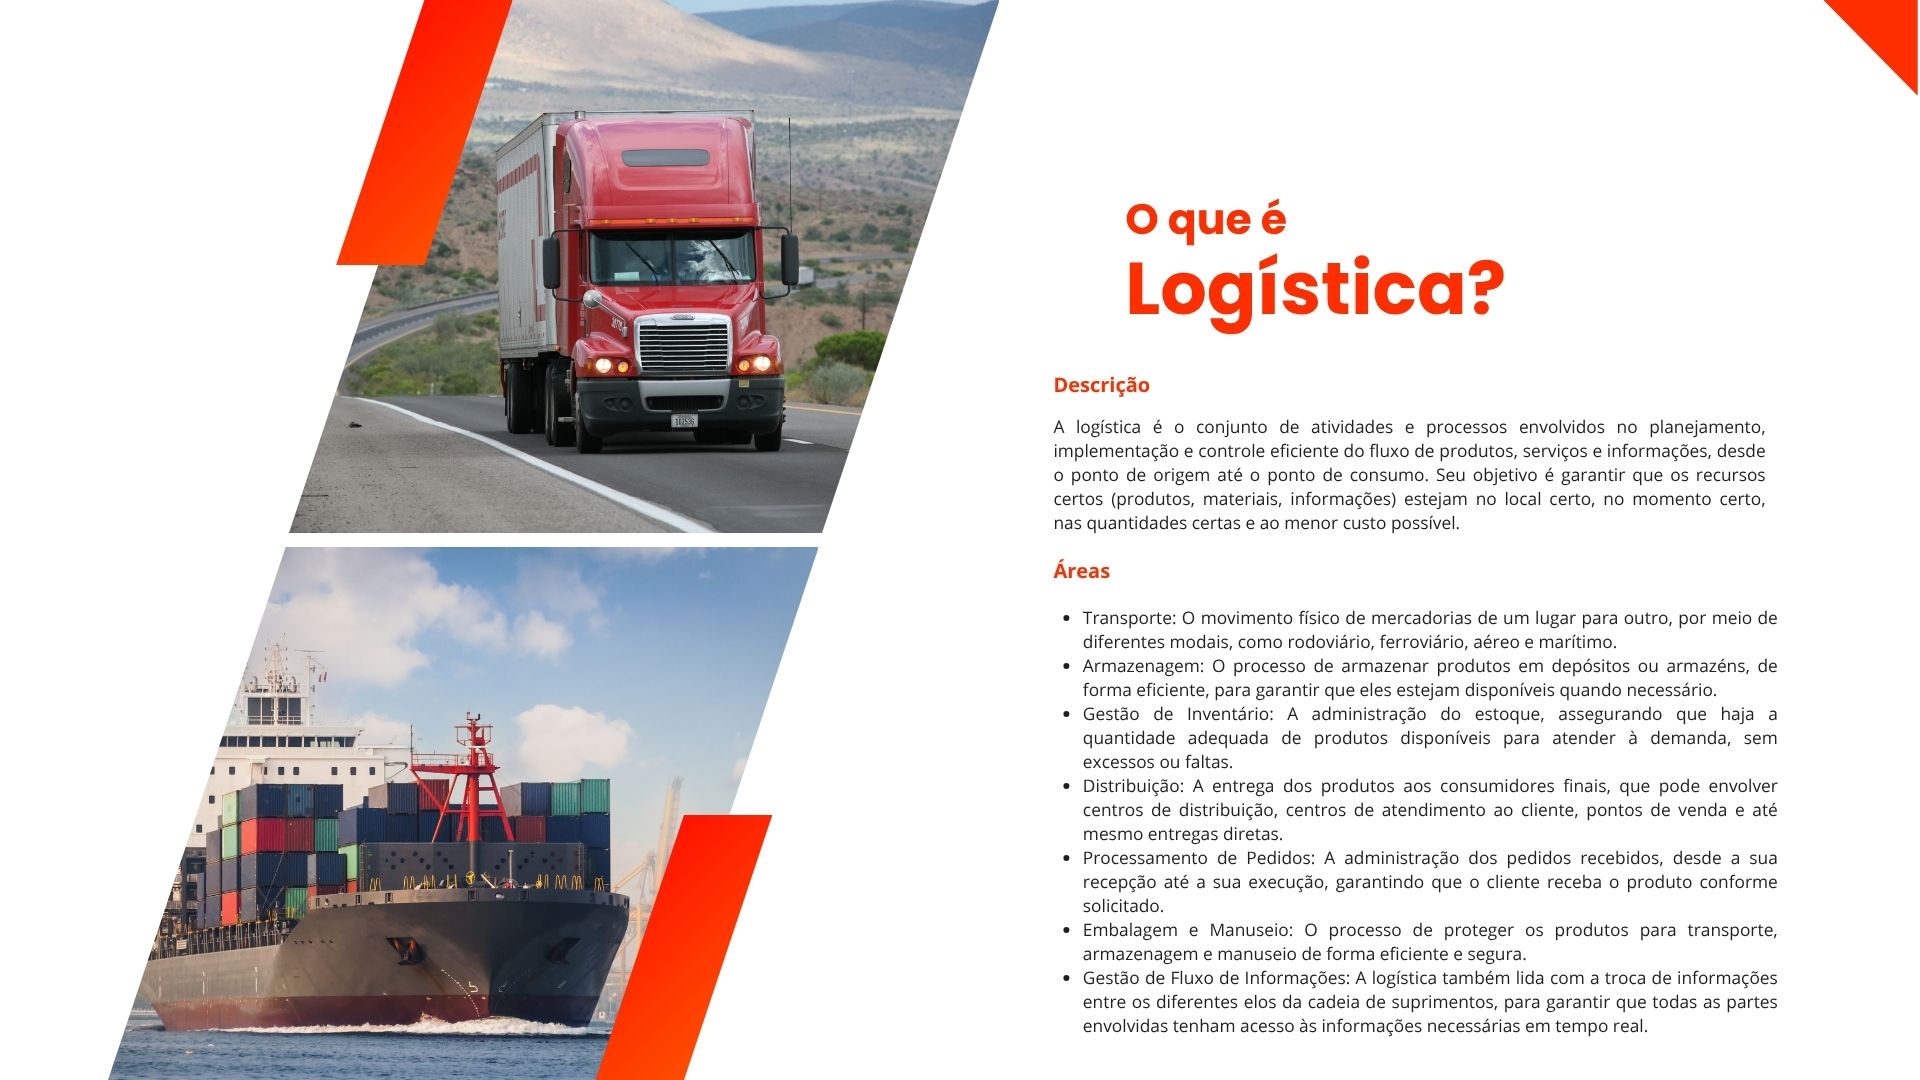 O que é
Logística?
Descrição
A logística é o conjunto de atividades e processos envolvidos no planejamento,
implementação e controle eficiente do fluxo de produtos, serviços e informações, desde
o ponto de origem até o ponto de consumo. Seu objetivo é garantir que os recursos
certos (produtos, materiais, informações) estejam no local certo, no momento certo,
nas quantidades certas e ao menor custo possível.
Áreas
• Transporte: O movimento físico de mercadorias de um lugar para outro, por meio de
diferentes modais, como rodoviário, ferroviário, aéreo e marítimo.
• Armazenagem: O processo de armazenar produtos em depósitos ou armazéns, de
forma eficiente, para garantir que eles estejam disponíveis quando necessário.
• Gestão de Inventário: A administração do estoque, assegurando que haja a
quantidade adequada de produtos disponíveis para atender à demanda, sem
excessos ou faltas.
• Distribuição: A entrega dos produtos aos consumidores finais, que pode envolver
centros de distribuição, centros de atendimento ao cliente, pontos de venda e até
mesmo entregas diretas.
• Processamento de Pedidos: A administração dos pedidos recebidos, desde a sua
recepção até a sua execução, garantindo que o cliente receba o produto conforme
solicitado.
• Embalagem e Manuseio: O processo de proteger os produtos para transporte,
armazenagem e manuseio de forma eficiente e segura.
• Gestão de Fluxo de Informações: A logística também lida com a troca de informações
entre os diferentes elos da cadeia de suprimentos, para garantir que todas as partes
envolvidas tenham acesso às informações necessárias em tempo real.